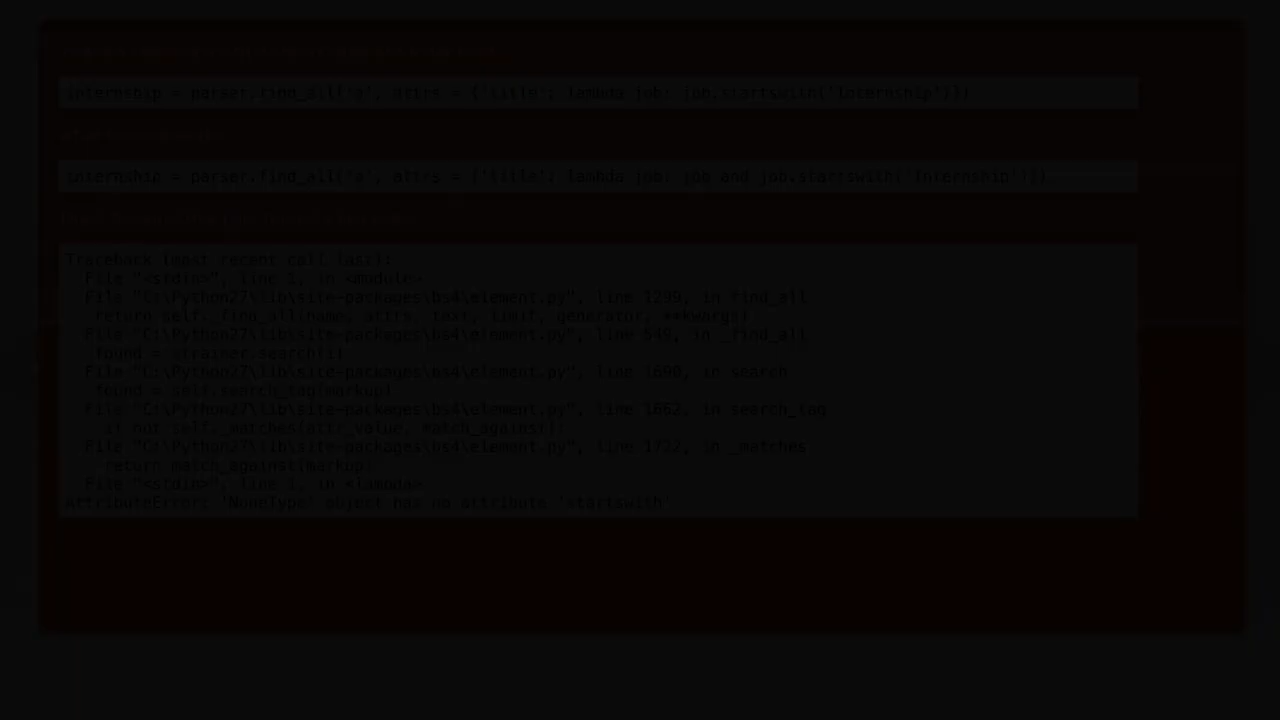 internship = parser.find_all('a', attrs = {'title': lambda job: job.startswith('Internship')})
internship = parser.find_all('a', attrs = {'title': lambda job: job and job.startswith('Internship')})
Traceback (most recent call last):
File "<stdin>", line 1, in <module>
File "C:\Python27\lib\site-packages\bs4\element.py", line 1299, in find_all
return self._find_all(name, attrs, text, limit, generator, **kwargs)
File "C:\Python27\lib\site-packages\bs4\element.py", line 549, in _find_all
found = strainer.search(i)
File "C:\Python27\lib\site-packages\bs4\element.py", line 1690, in search
found = self.search_tag(markup)
File "C:\Python27\lib\site-packages\bs4\element.py", line 1662, in search_tag
if not self._matches(attr_value, match_against):
File "C:\Python27\lib\site-packages\bs4\element.py", line 1722, in _matches
return match_against(markup)
File "<stdin>", line 1, in <lambda>
AttributeError: 'NoneType' object has no attribute 'startswith'